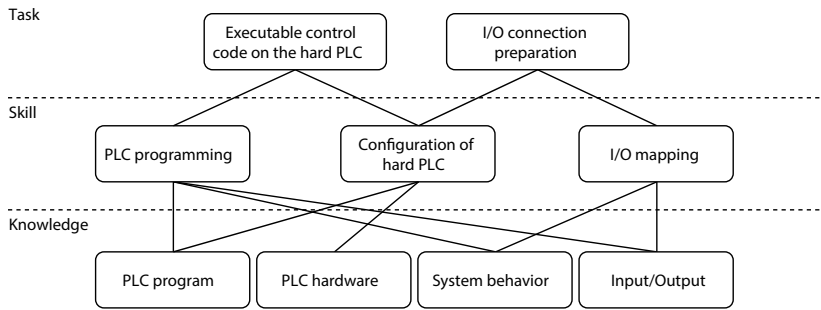 Task
Executable control
code on the hard PLC
I/O connection
preparation
Skill
PLC programming
Configuration of
hard PLC
I/O mapping
Knowledge
PLC program
PLC hardware
System behavior
Input/Output